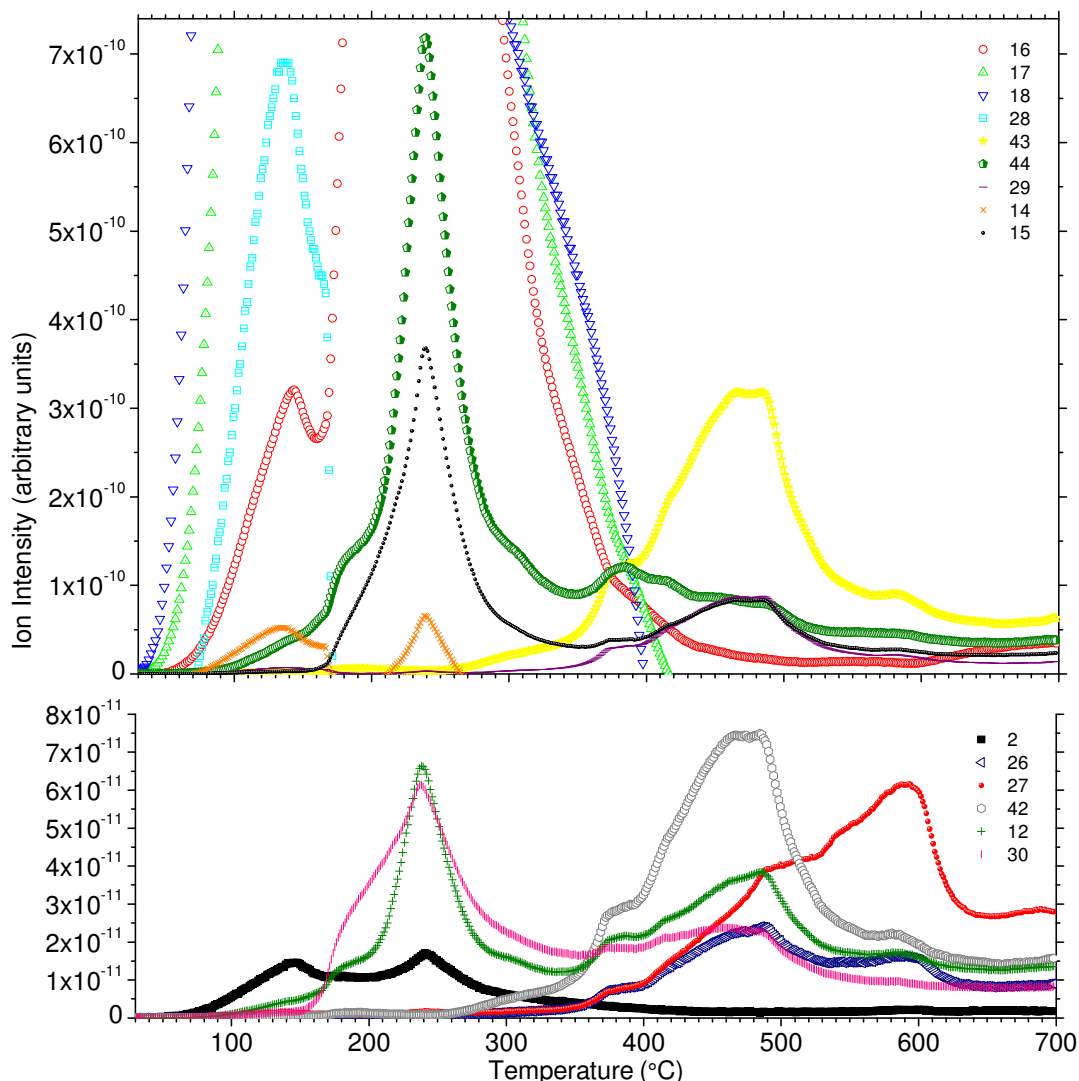 7x10⁻¹⁰
6x10⁻¹⁰
5x10⁻¹⁰
4x10⁻¹⁰
3x10⁻¹⁰
2x10⁻¹⁰
1x10⁻¹⁰
0
16
17
18
28
43
44
29
14
15
Ion Intensity (arbitrary units)
8x10⁻¹¹
7x10⁻¹¹
6x10⁻¹¹
5x10⁻¹¹
4x10⁻¹¹
3x10⁻¹¹
2x10⁻¹¹
1x10⁻¹¹
0
2
26
27
42
12
30
100 200 300 400 500 600 700
Temperature (°C)